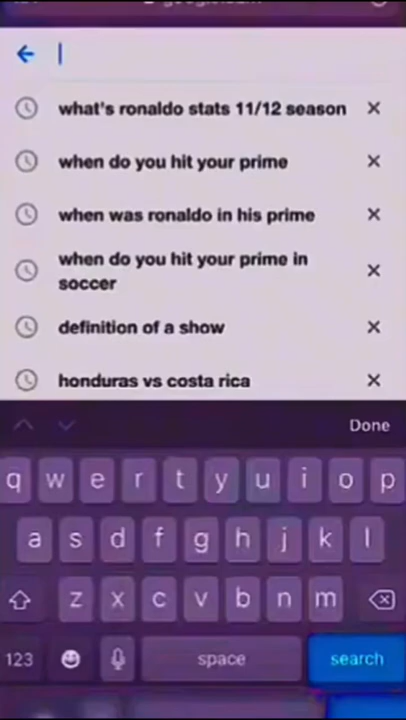 what's ronaldo stats 11/12 season
when do you hit your prime
when was ronaldo in his prime
when do you hit your prime in
soccer
definition of a show
honduras vs costa rica
Done
q w e r t y u i o p
a s d f g h j k l
z x c v b n m
123 space search